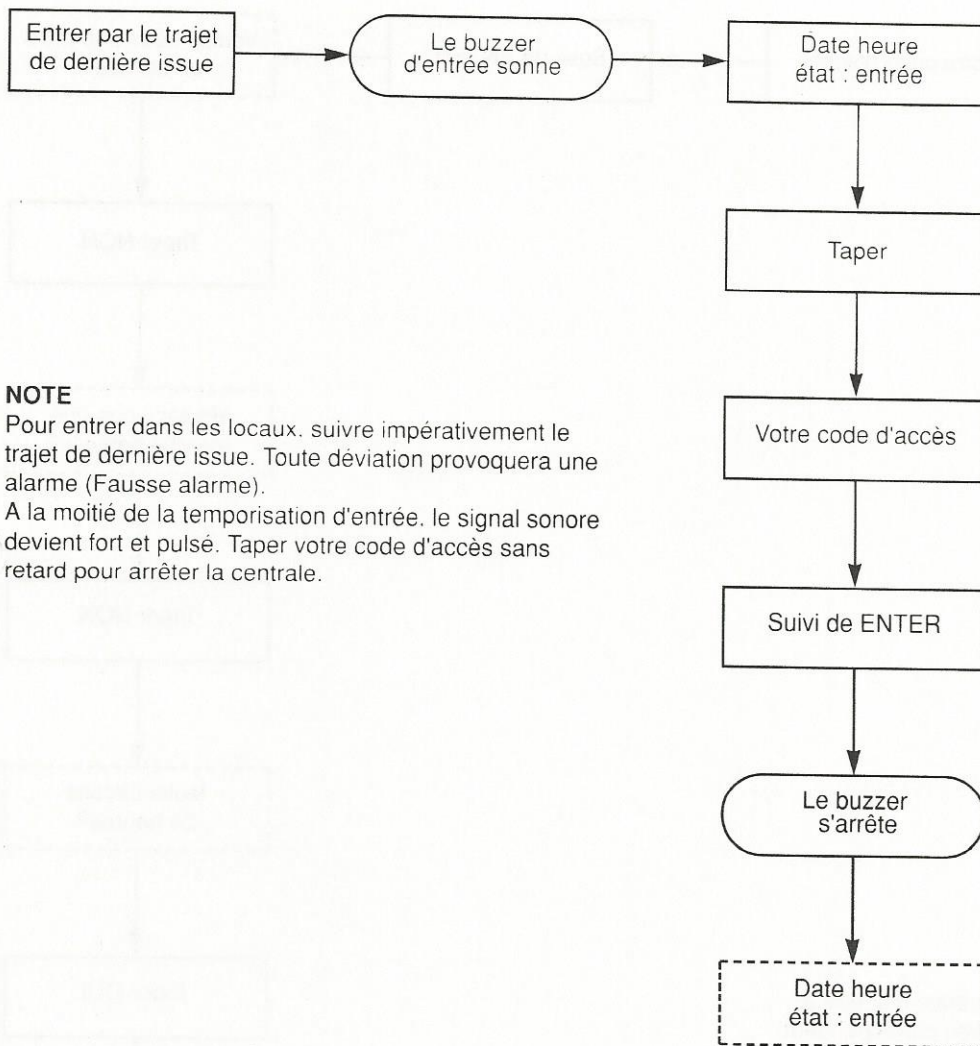 Entrer par le trajet
de dernière issue
Le buzzer
d'entrée sonne
Date heure
état : entrée
Taper
Votre code d'accès
Suivi de ENTER
Le buzzer
s'arrête
Date heure
état : entrée
NOTE
Pour entrer dans les locaux. suivre impérativement le
trajet de dernière issue. Toute déviation provoquera une
alarme (Fausse alarme).
A la moitié de la temporisation d'entrée. le signal sonore
devient fort et pulsé. Taper votre code d'accès sans
retard pour arrêter la centrale.